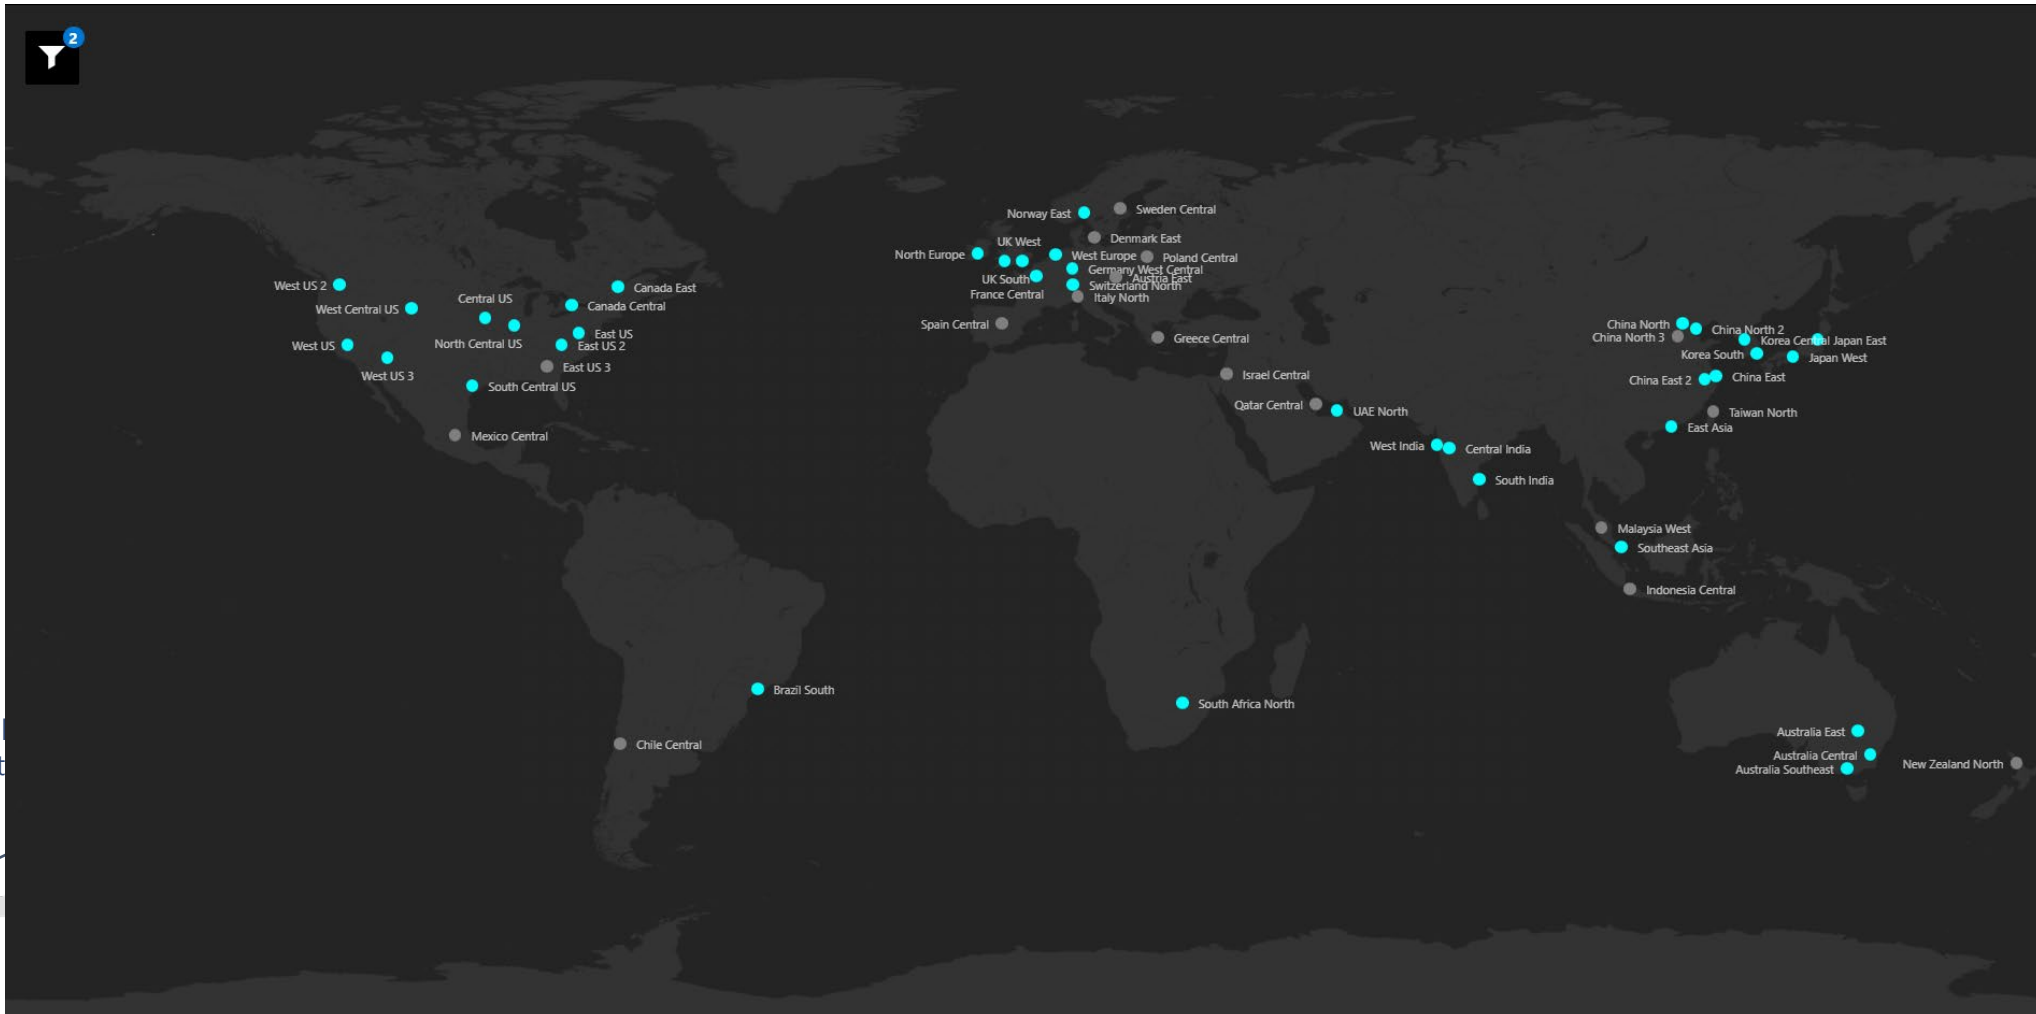 2
Sweden Central
Norway East
Denmark East
UK West
North Europe
West Europe
Poland Central
Germany West Central
Austria East
UK South
Switzerland North
France Central
Italy North
West US 2
Canada East
Central US
Canada Central
West Central US
Spain Central
China North
China North 2
East US
China North 3
Greece Central
Korea Central
Japan East
West US
North Central US
East US 2
Korea South
Japan West
East US 3
West US 3
Israel Central
China East 2
China East
South Central US
Qatar Central
UAE North
Taiwan North
East Asia
Mexico Central
West India
Central India
South India
Malaysia West
Southeast Asia
Indonesia Central
Brazil South
South Africa North
Australia East
Chile Central
Australia Central
New Zealand North
Australia Southeast